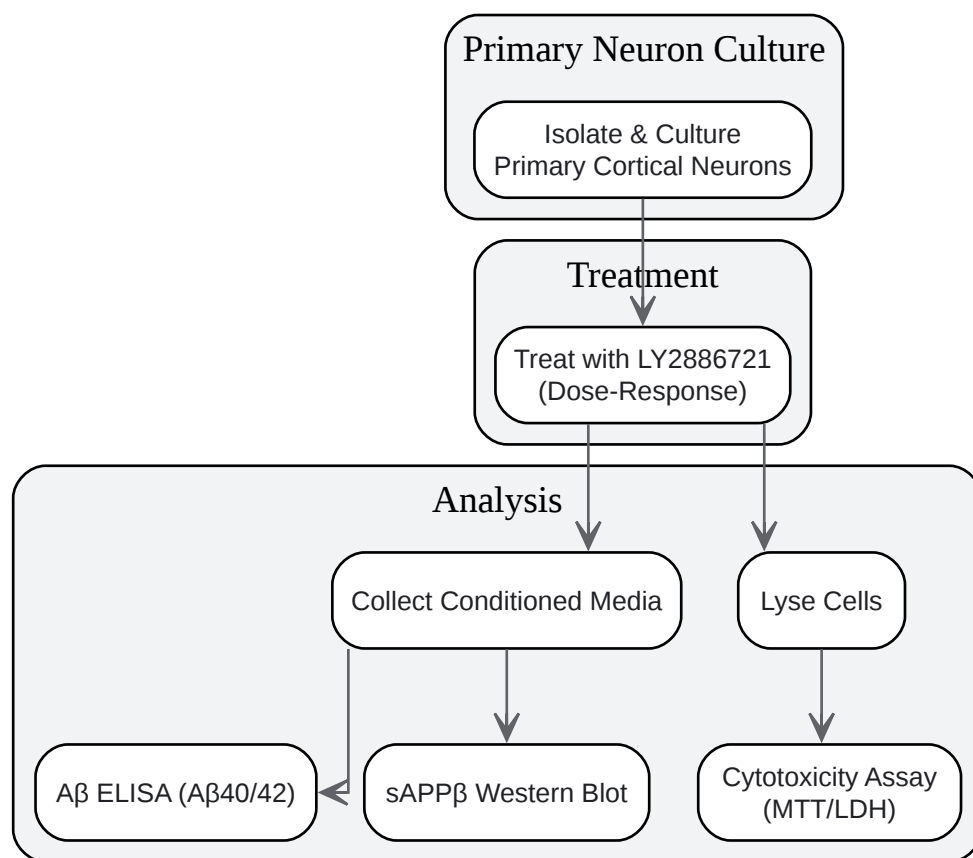 Primary Neuron Culture
Isolate & Culture
Primary Cortical Neurons
Treatment
Treat with LY2886721
(Dose-Response)
Analysis
Collect Conditioned Media
Lyse Cells
Aβ ELISA (Aβ40/42)
sAPPβ Western Blot
Cytotoxicity Assay
(MTT/LDH)